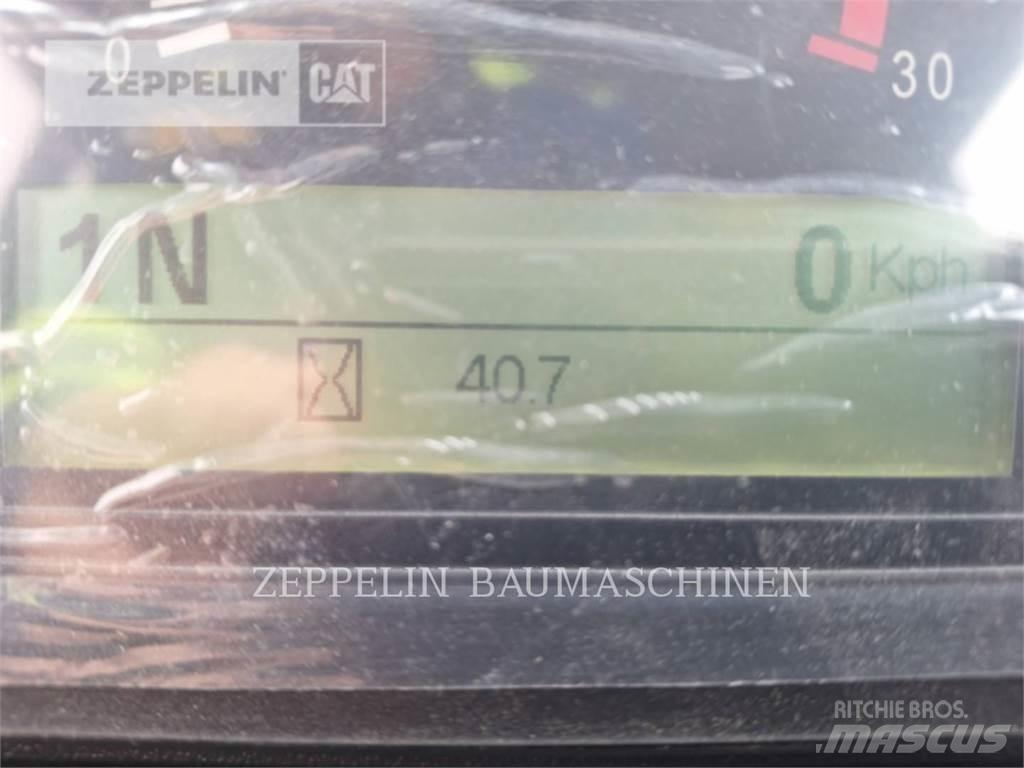 0
30
ZEPPELIN CAT
1N 0 Kph
40.7
ZEPPELIN BAUMASCHINEN
RITCHIE BROS.
MASCUS